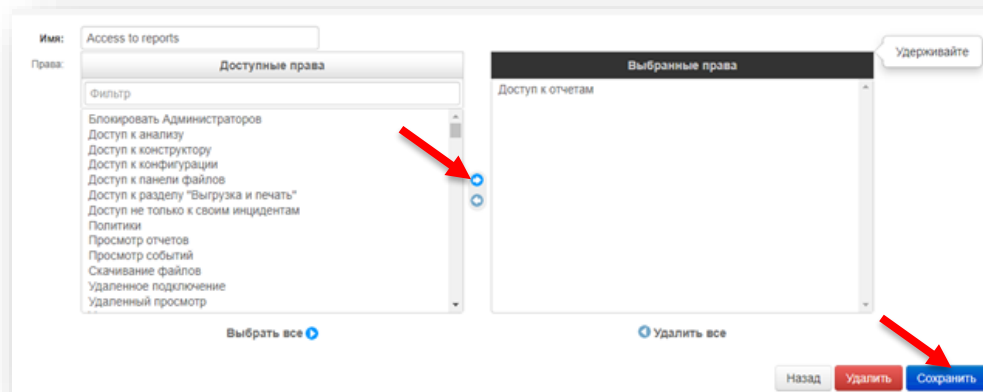 Имя: Access to reports
Права:
Доступные права
Фильтр
Блокировать Администраторов
Доступ к анализу
Доступ к конструктору
Доступ к конфигурации
Доступ к панели файлов
Доступ к разделу "Выгрузка и печать"
Доступ не только к своим инцидентам
Политики
Просмотр отчетов
Просмотр событий
Скачивание файлов
Удаленное подключение
Удаленный просмотр
Выбрать все
Выбранные права
Доступ к отчетам
Удалить все
Удерживайте
Назад
Удалить
Сохранить